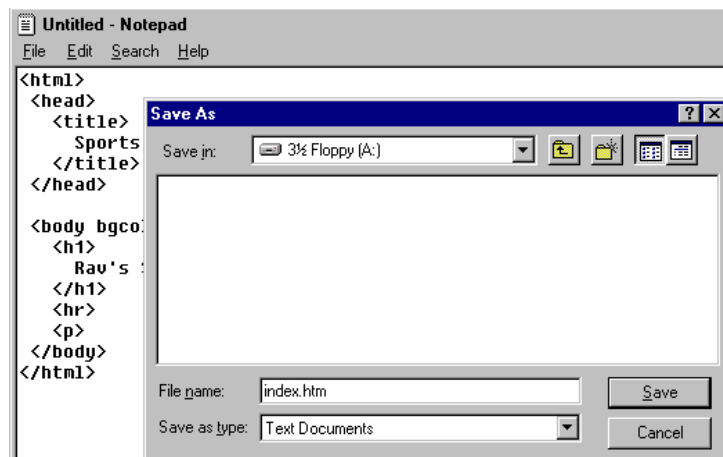 Untitled - Notepad
File Edit Search Help
<html>
<head>
<title>
Sports
</title>
</head>
<body bgcol
<h1>
Rav's
</h1>
<hr>
<p>
</body>
</html>
Save As
Save in: 3½ Floppy (A:)
File name: index.htm
Save
Save as type: Text Documents
Cancel